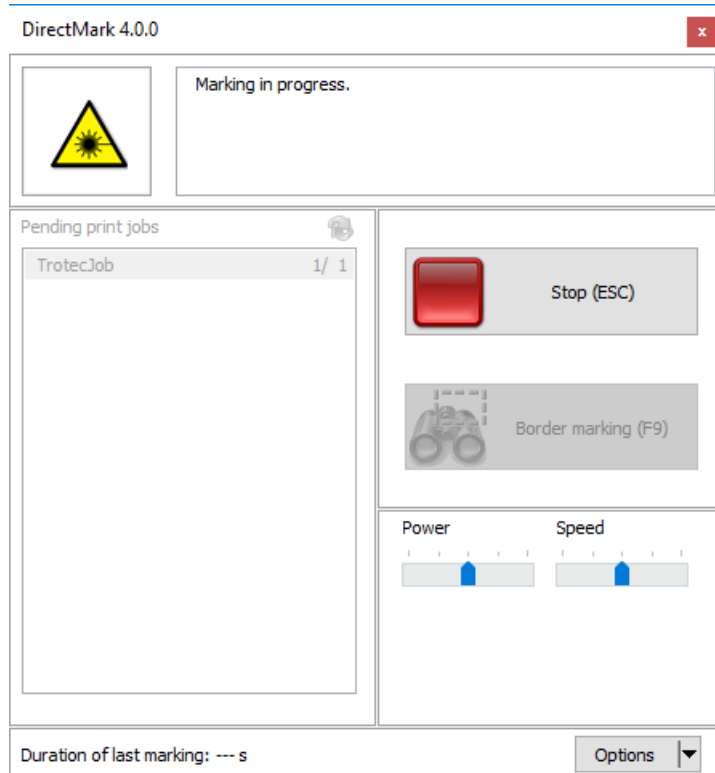 DirectMark 4.0.0
x
Marking in progress.
Pending print jobs
TrotecJob 1/ 1
Stop (ESC)
Border marking (F9)
Power Speed
Duration of last marking: --- s
Options